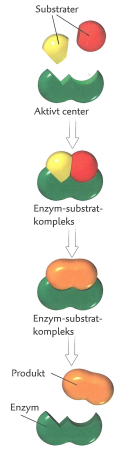 Substrater
Aktivt center
Enzym-substrat-
kompleks
Enzym-substrat-
kompleks
Produkt
Enzym